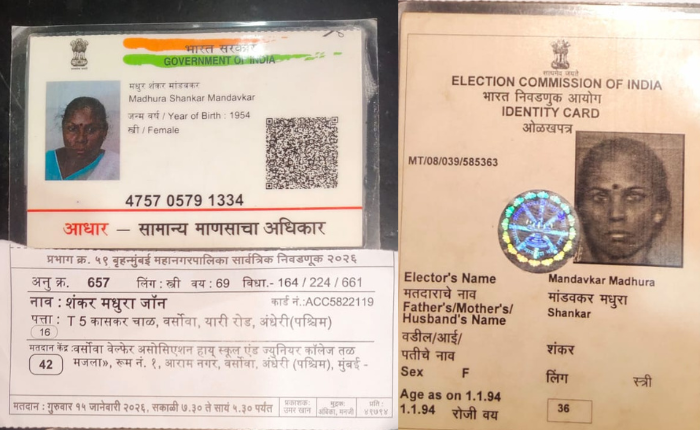 भारत सरकार
GOVERNMENT OF INDIA
मधुर शंकर मांडवकर
Madhura Shankar Mandavkar
जन्म वर्ष / Year of Birth : 1954
स्त्री / Female
4757 0579 1334
आधार — सामान्य माणसाचा अधिकार
प्रभाग क्र. ५९ बृहन्मुंबई महानगरपालिका सार्वत्रिक निवडणूक २०२६
अनु क्र. 657 लिंग : स्त्री वय : 69 विधा.- 164 / 224 / 661
नाव : शंकर मधुरा जॉन कार्ड नं.:ACC5822119
पत्ता : T 5 कासकर चाळ, वर्सोवा, यारी रोड, अंधेरी(पश्चिम)
16
मतदान केंद्र :वर्सोवा वेल्फेर असोसिएशन हाय स्कूल एंड ज्युनियर कॉलेज तळ
42 मजला», रूम नं. १, आराम नगर, वर्सोवा, अंधेरी (पश्चिम), मुंबई -
मतदान : गुरुवार १५ जानेवारी २०२६, सकाळी ७.३० ते सायं ५.३० पर्यंत
प्रकाशक: मुद्रक: प्रति:
सत्यमेव जयते
ELECTION COMMISSION OF INDIA
भारत निवडणूक आयोग
IDENTITY CARD
ओळखपत्र
MT/08/039/585363
Elector's Name Mandavkar Madhura
मतदाराचे नाव मांडवकर मधुरा
Father's/Mother's/ Shankar
Husband's Name
वडील/आई/
पतीचे नाव शंकर
Sex F लिंग स्त्री
Age as on 1.1.94
1.1.94 रोजी वय 36